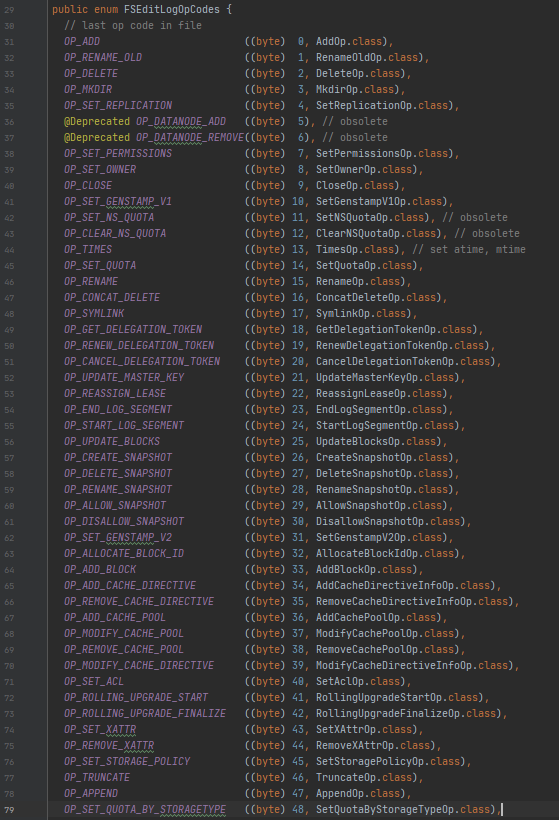 29 public enum FSEditLogOpCodes {
30 // last op code in file
31 OP_ADD ((byte) 0, AddOp.class),
32 OP_RENAME_OLD ((byte) 1, RenameOldOp.class),
33 OP_DELETE ((byte) 2, DeleteOp.class),
34 OP_MKDIR ((byte) 3, MkdirOp.class),
35 OP_SET_REPLICATION ((byte) 4, SetReplicationOp.class),
36 @Deprecated OP_DATANODE_ADD ((byte) 5), // obsolete
37 @Deprecated OP_DATANODE_REMOVE((byte) 6), // obsolete
38 OP_SET_PERMISSIONS ((byte) 7, SetPermissionsOp.class),
39 OP_SET_OWNER ((byte) 8, SetOwnerOp.class),
40 OP_CLOSE ((byte) 9, CloseOp.class),
41 OP_SET_GENSTAMP_V1 ((byte) 10, SetGenstampV1Op.class),
42 OP_SET_NS_QUOTA ((byte) 11, SetNSQuotaOp.class), // obsolete
43 OP_CLEAR_NS_QUOTA ((byte) 12, ClearNSQuotaOp.class), // obsolete
44 OP_TIMES ((byte) 13, TimesOp.class), // set atime, mtime
45 OP_SET_QUOTA ((byte) 14, SetQuotaOp.class),
46 OP_RENAME ((byte) 15, RenameOp.class),
47 OP_CONCAT_DELETE ((byte) 16, ConcatDeleteOp.class),
48 OP_SYMLINK ((byte) 17, SymlinkOp.class),
49 OP_GET_DELEGATION_TOKEN ((byte) 18, GetDelegationTokenOp.class),
50 OP_RENEW_DELEGATION_TOKEN ((byte) 19, RenewDelegationTokenOp.class),
51 OP_CANCEL_DELEGATION_TOKEN ((byte) 20, CancelDelegationTokenOp.class),
52 OP_UPDATE_MASTER_KEY ((byte) 21, UpdateMasterKeyOp.class),
53 OP_REASSIGN_LEASE ((byte) 22, ReassignLeaseOp.class),
54 OP_END_LOG_SEGMENT ((byte) 23, EndLogSegmentOp.class),
55 OP_START_LOG_SEGMENT ((byte) 24, StartLogSegmentOp.class),
56 OP_UPDATE_BLOCKS ((byte) 25, UpdateBlocksOp.class),
57 OP_CREATE_SNAPSHOT ((byte) 26, CreateSnapshotOp.class),
58 OP_DELETE_SNAPSHOT ((byte) 27, DeleteSnapshotOp.class),
59 OP_RENAME_SNAPSHOT ((byte) 28, RenameSnapshotOp.class),
60 OP_ALLOW_SNAPSHOT ((byte) 29, AllowSnapshotOp.class),
61 OP_DISALLOW_SNAPSHOT ((byte) 30, DisallowSnapshotOp.class),
62 OP_SET_GENSTAMP_V2 ((byte) 31, SetGenstampV2Op.class),
63 OP_ALLOCATE_BLOCK_ID ((byte) 32, AllocateBlockIdOp.class),
64 OP_ADD_BLOCK ((byte) 33, AddBlockOp.class),
65 OP_ADD_CACHE_DIRECTIVE ((byte) 34, AddCacheDirectiveInfoOp.class),
66 OP_REMOVE_CACHE_DIRECTIVE ((byte) 35, RemoveCacheDirectiveInfoOp.class),
67 OP_ADD_CACHE_POOL ((byte) 36, AddCachePoolOp.class),
68 OP_MODIFY_CACHE_POOL ((byte) 37, ModifyCachePoolOp.class),
69 OP_REMOVE_CACHE_POOL ((byte) 38, RemoveCachePoolOp.class),
70 OP_MODIFY_CACHE_DIRECTIVE ((byte) 39, ModifyCacheDirectiveInfoOp.class),
71 OP_SET_ACL ((byte) 40, SetAclOp.class),
72 OP_ROLLING_UPGRADE_START ((byte) 41, RollingUpgradeStartOp.class),
73 OP_ROLLING_UPGRADE_FINALIZE ((byte) 42, RollingUpgradeFinalizeOp.class),
74 OP_SET_XATTR ((byte) 43, SetXAttrOp.class),
75 OP_REMOVE_XATTR ((byte) 44, RemoveXAttrOp.class),
76 OP_SET_STORAGE_POLICY ((byte) 45, SetStoragePolicyOp.class),
77 OP_TRUNCATE ((byte) 46, TruncateOp.class),
78 OP_APPEND ((byte) 47, AppendOp.class),
79 OP_SET_QUOTA_BY_STORAGETYPE ((byte) 48, SetQuotaByStorageTypeOp.class),